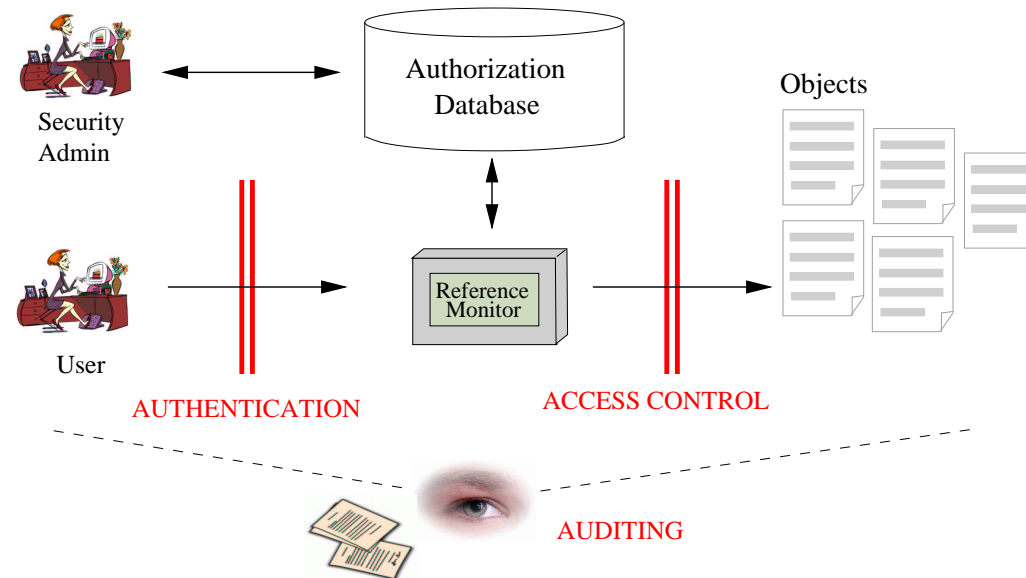 Authorization
Database
Objects
Security
Admin
Reference
Monitor
User
AUTHENTICATION
ACCESS CONTROL
AUDITING